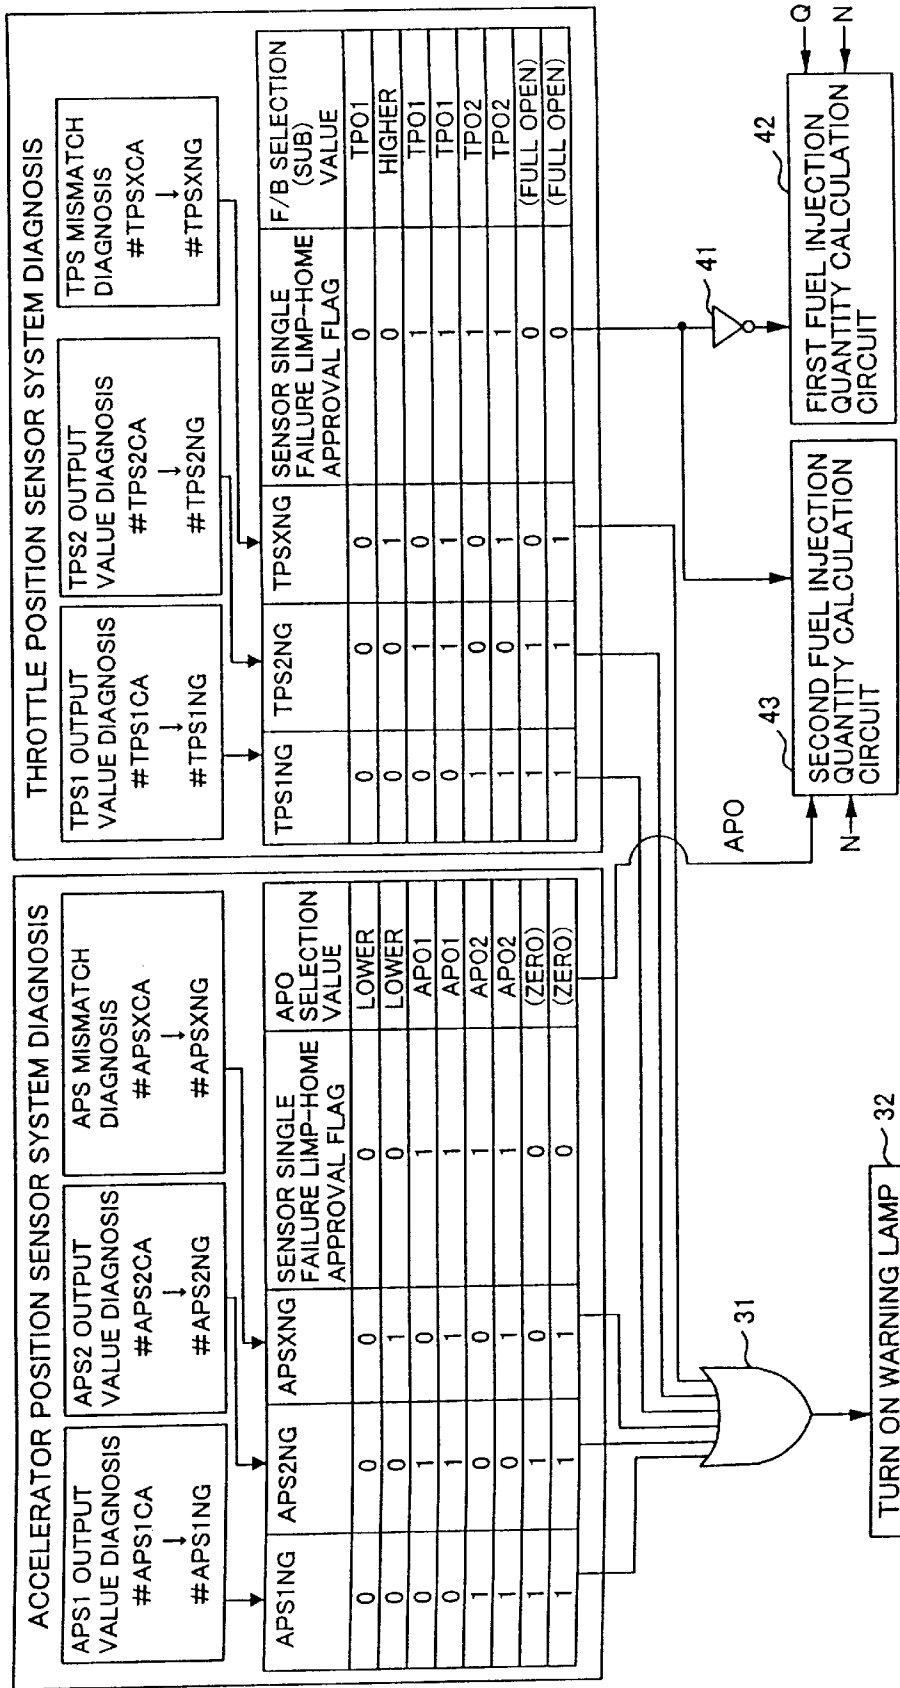 ACCELERATOR POSITION SENSOR SYSTEM DIAGNOSIS
APS1 OUTPUT
VALUE DIAGNOSIS
#APS1CA
↓
#APS1NG
APS2 OUTPUT
VALUE DIAGNOSIS
#APS2CA
↓
#APS2NG
APS MISMATCH
DIAGNOSIS
#APSXCA
↓
#APSXNG
APS1NG APS2NG APSXNG SENSOR SINGLE FAILURE LIMP-HOME APPROVAL FLAG APO SELECTION VALUE
0 0 0 0 LOWER
0 0 1 0 LOWER
0 1 0 1 APO1
0 1 1 1 APO1
1 0 0 1 APO2
1 0 1 1 APO2
1 1 0 0 (ZERO)
1 1 1 0 (ZERO)
THROTTLE POSITION SENSOR SYSTEM DIAGNOSIS
TPS1 OUTPUT
VALUE DIAGNOSIS
#TPS1CA
↓
#TPS1NG
TPS2 OUTPUT
VALUE DIAGNOSIS
#TPS2CA
↓
#TPS2NG
TPS MISMATCH
DIAGNOSIS
#TPSXCA
↓
#TPSXNG
TPS1NG TPS2NG TPSXNG SENSOR SINGLE FAILURE LIMP-HOME APPROVAL FLAG F/B SELECTION (SUB) VALUE
0 0 0 0 TPO1
0 0 1 0 HIGHER
0 1 0 1 TPO1
0 1 1 1 TPO1
1 0 0 1 TPO2
1 0 1 1 TPO2
1 1 0 0 (FULL OPEN)
1 1 1 0 (FULL OPEN)
31
TURN ON WARNING LAMP
32
APO
N
43
SECOND FUEL INJECTION
QUANTITY CALCULATION
CIRCUIT
41
42
FIRST FUEL INJECTION
QUANTITY CALCULATION
CIRCUIT
Q
N